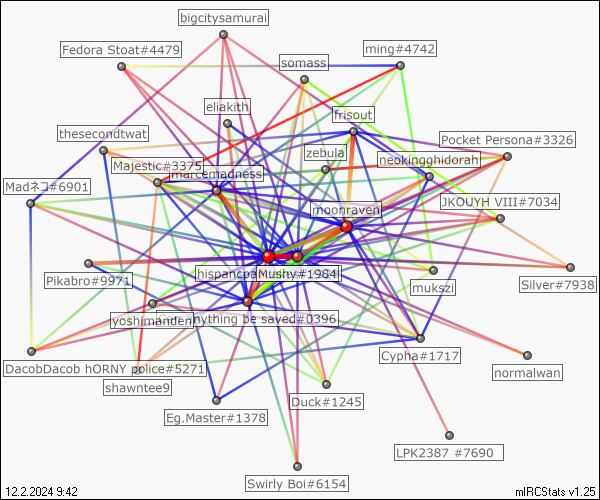 bigcitysamurai
Fedora Stoat#4479
ming#4742
somass
eliakith
frisout
thesecondtwat
Pocket Persona#3326
zebula
neokingghidorah
Majestic#3375
marcemadness
Madネコ#6901
JKOUYH VIII#7034
moonraven
hispancpa
Mushy#1984
Pikabro#9971
Silver#7938
mukszi
yoshimandeni
nything be saved#0396
Cypha#1717
DacobDacob hORNY police#5271
normalwan
shawntee9
Duck#1245
Eg.Master#1378
LPK2387 #7690
Swirly Boi#6154
12.2.2024 9:42
mIRCStats v1.25